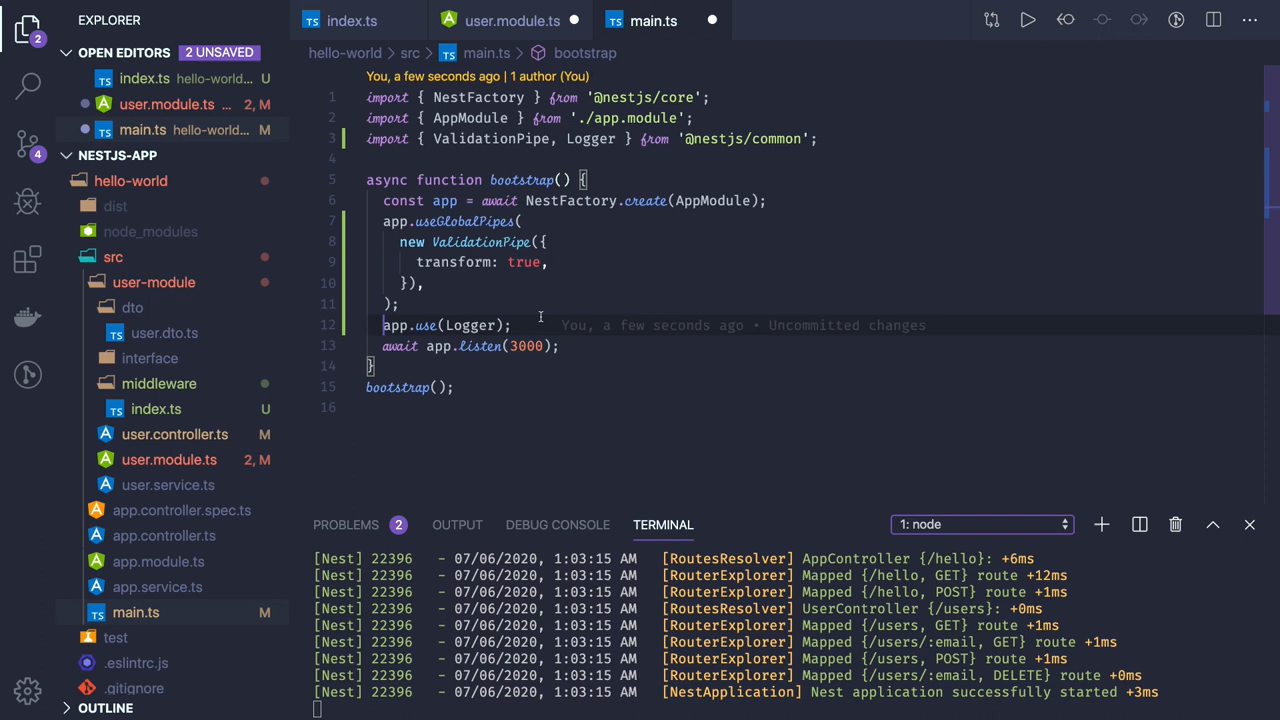 EXPLORER
index.ts
user.module.ts
main.ts
OPEN EDITORS 2 UNSAVED
hello-world > src > main.ts > bootstrap
index.ts hello-world... U
user.module.ts ... 2, M
main.ts hello-world... M
NESTJS-APP
hello-world
dist
node_modules
src
user-module
dto
user.dto.ts
interface
middleware
index.ts U
user.controller.ts M
user.module.ts 2, M
user.service.ts
app.controller.spec.ts
app.controller.ts
app.module.ts
app.service.ts
main.ts M
test
.eslintrc.js
.gitignore
OUTLINE
2
4
You, a few seconds ago | 1 author (You)
1 import { NestFactory } from '@nestjs/core';
2 import { AppModule } from './app.module';
3 import { ValidationPipe, Logger } from '@nestjs/common';
4
5 async function bootstrap() {
6 const app = await NestFactory.create(AppModule);
7 app.useGlobalPipes(
8 new ValidationPipe({
9 transform: true,
10 }),
11 );
12 app.use(Logger); You, a few seconds ago • Uncommitted changes
13 await app.listen(3000);
14 }
15 bootstrap();
16
PROBLEMS 2 OUTPUT DEBUG CONSOLE TERMINAL 1: node
[Nest] 22396 - 07/06/2020, 1:03:15 AM [RoutesResolver] AppController {/hello}: +6ms
[Nest] 22396 - 07/06/2020, 1:03:15 AM [RouterExplorer] Mapped {/hello, GET} route +12ms
[Nest] 22396 - 07/06/2020, 1:03:15 AM [RouterExplorer] Mapped {/hello, POST} route +1ms
[Nest] 22396 - 07/06/2020, 1:03:15 AM [RoutesResolver] UserController {/users}: +0ms
[Nest] 22396 - 07/06/2020, 1:03:15 AM [RouterExplorer] Mapped {/users, GET} route +1ms
[Nest] 22396 - 07/06/2020, 1:03:15 AM [RouterExplorer] Mapped {/users/:email, GET} route +1ms
[Nest] 22396 - 07/06/2020, 1:03:15 AM [RouterExplorer] Mapped {/users, POST} route +1ms
[Nest] 22396 - 07/06/2020, 1:03:15 AM [RouterExplorer] Mapped {/users/:email, DELETE} route +0ms
[Nest] 22396 - 07/06/2020, 1:03:15 AM [NestApplication] Nest application successfully started +3ms